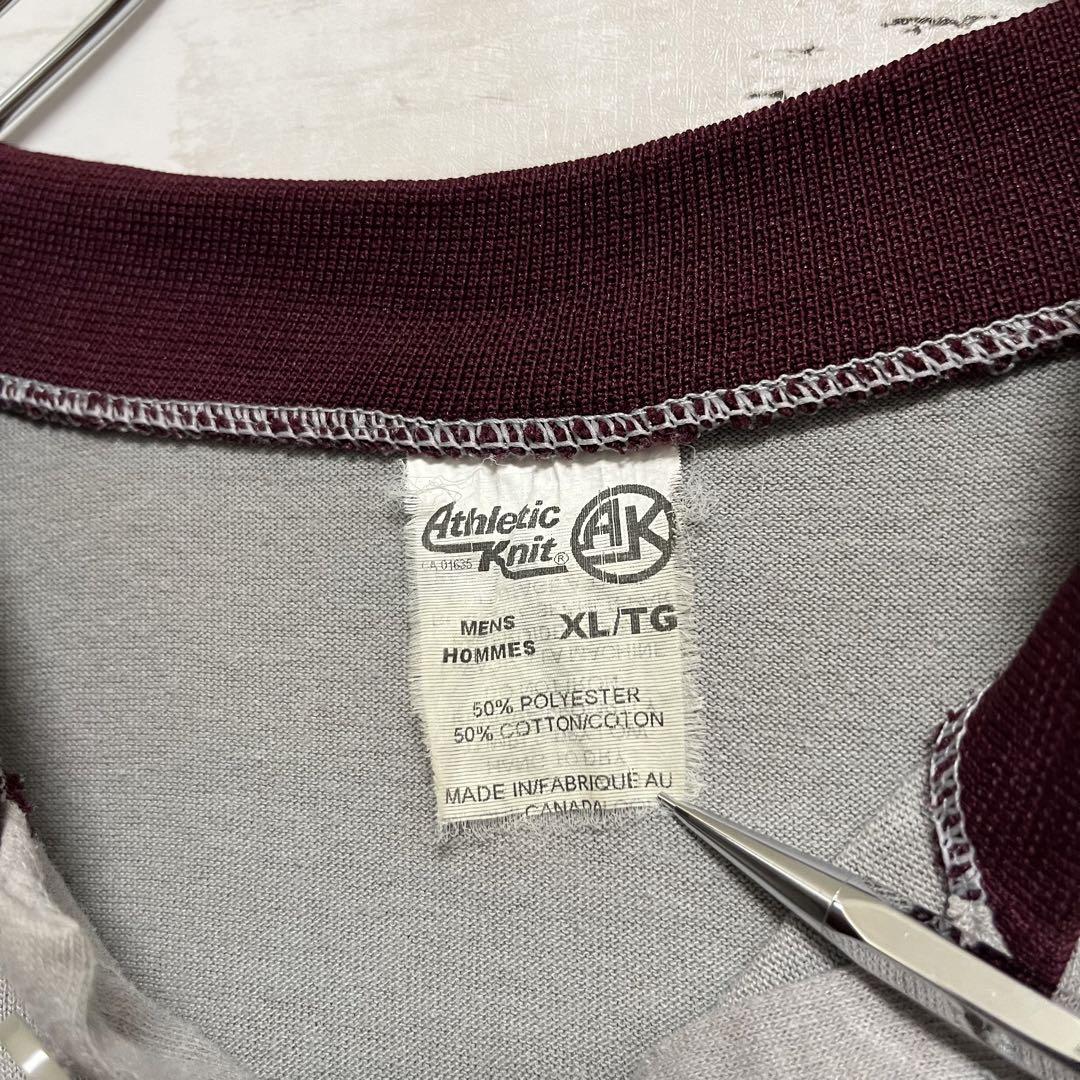 Athletic
Knit®
AK
CA 01635
MENS XL/TG
HOMMES
50% POLYESTER
50% COTTON/COTON
MADE IN/FABRIQUE AU
CANADA